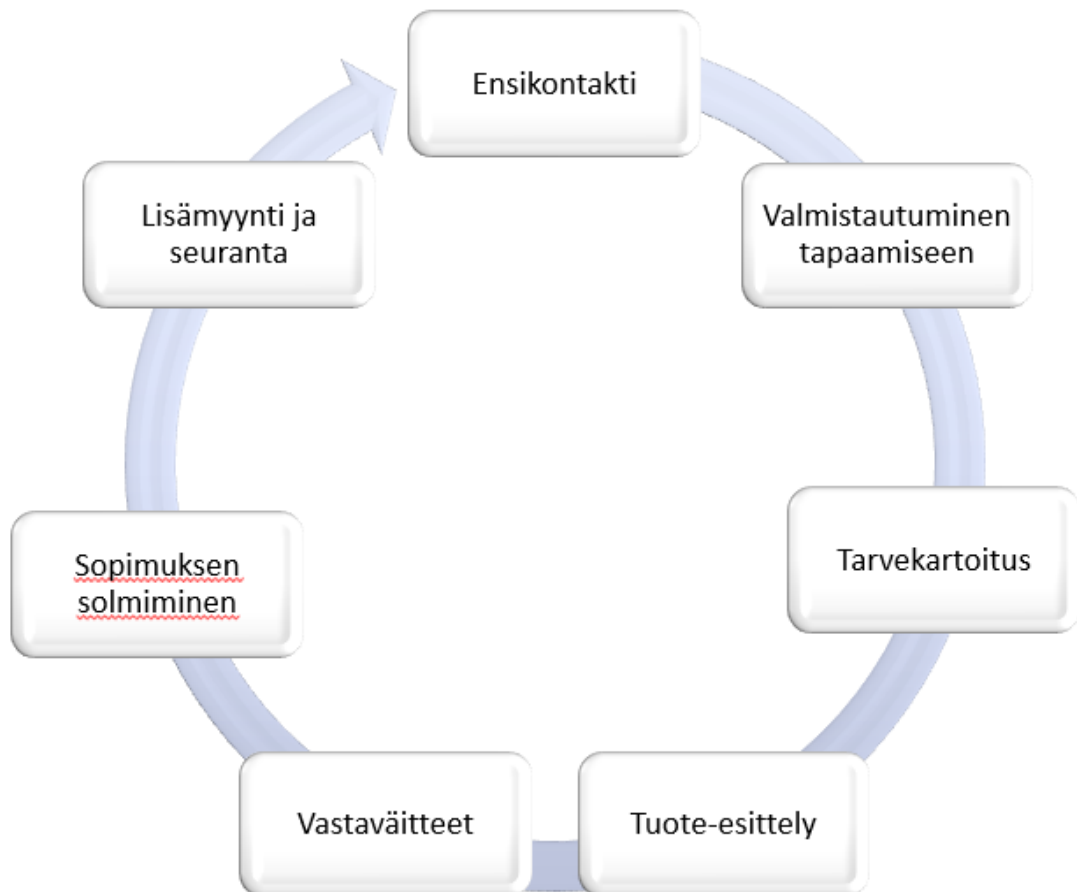 Ensikontakti
Valmistautuminen
tapaamiseen
Tarvekartoitus
Tuote-esittely
Vastaväitteet
Sopimuksen
solmiminen
Lisämyynti ja
seuranta